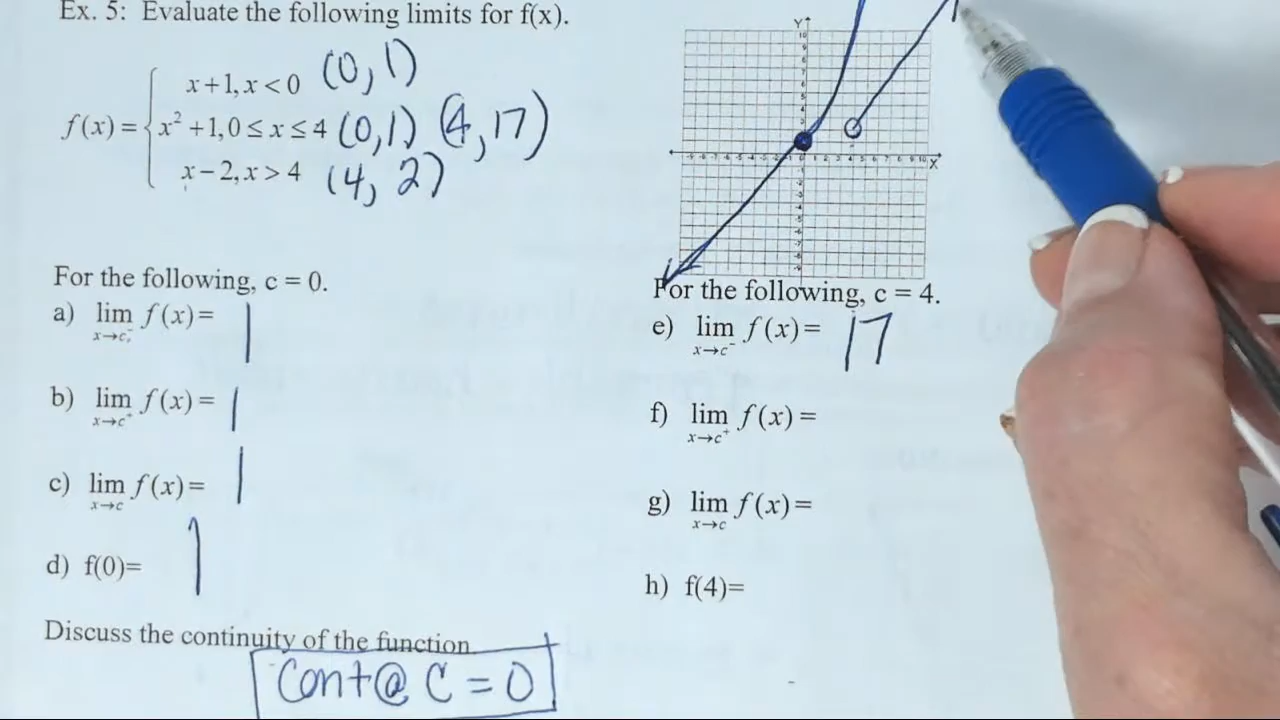 Ex. 5: Evaluate the following limits for f(x).
f(x) = { x+1, x < 0 (0,1)
x² +1, 0 ≤ x ≤ 4 (0,1) (4,17)
x − 2, x > 4 (4, 2)
Y
X
For the following, c = 0.
a) lim x→c⁻ f(x) = 1
b) lim x→c⁺ f(x) = 1
c) lim x→c f(x) = 1
d) f(0)= 1
Discuss the continuity of the function
Cont@ C = 0
For the following, c = 4.
e) lim x→c⁻ f(x) = 17
f) lim x→c⁺ f(x) =
g) lim x→c f(x) =
h) f(4)=